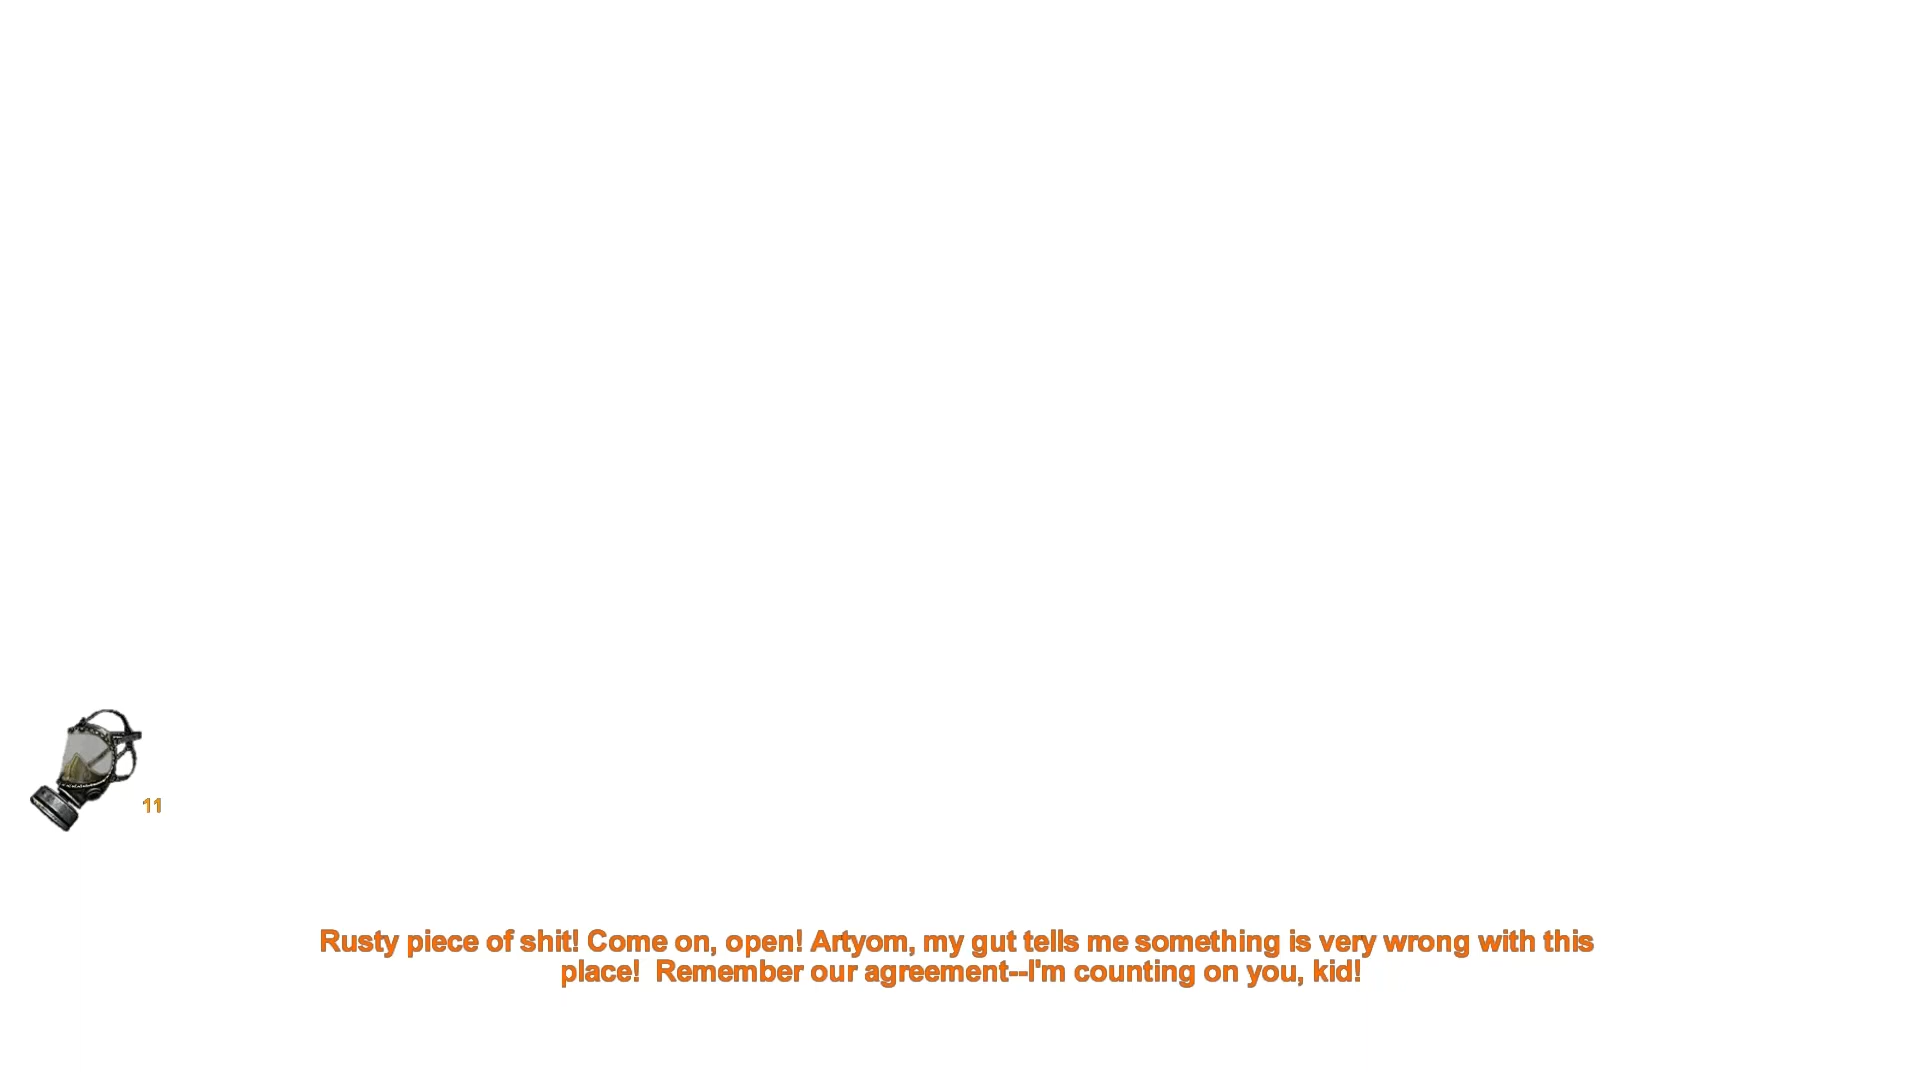 11
Rusty piece of shit! Come on, open! Artyom, my gut tells me something is very wrong with this
place!  Remember our agreement--I'm counting on you, kid!